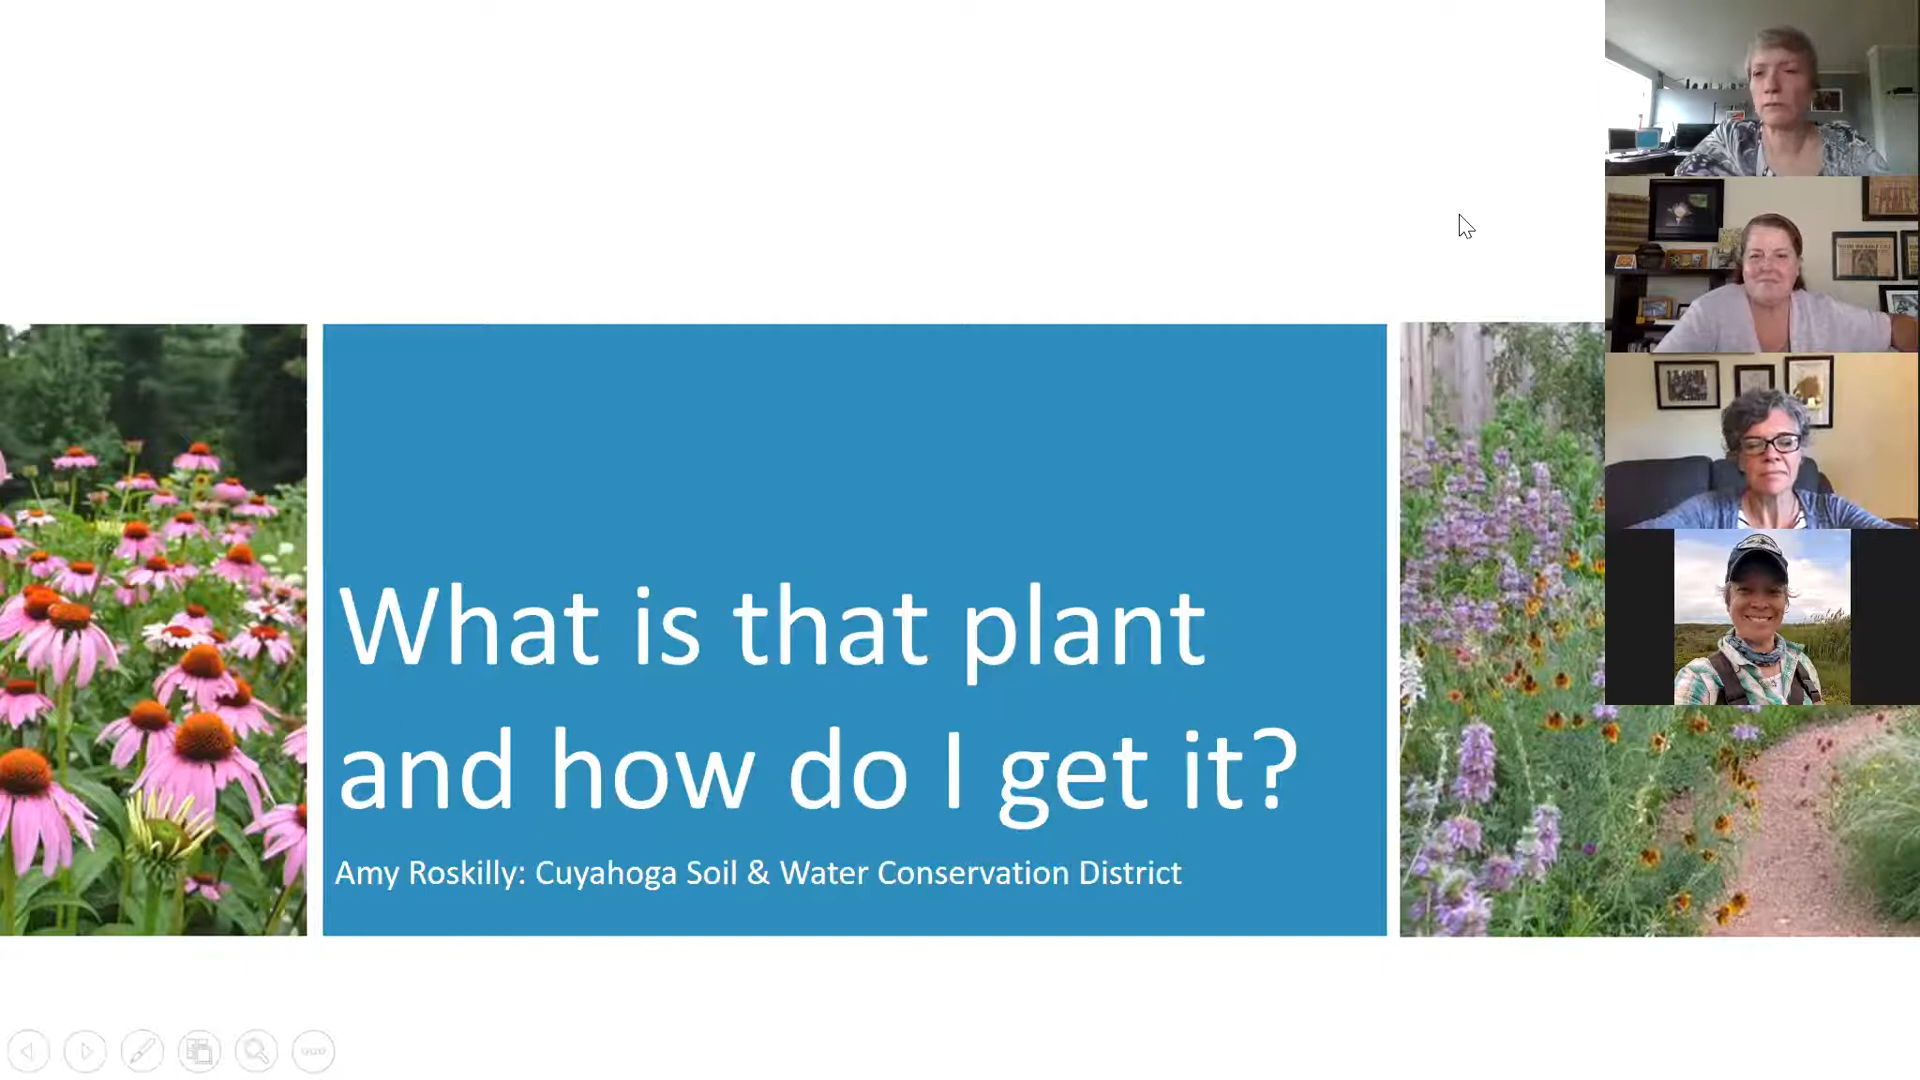 What is that plant
and how do I get it?
Amy Roskilly: Cuyahoga Soil & Water Conservation District